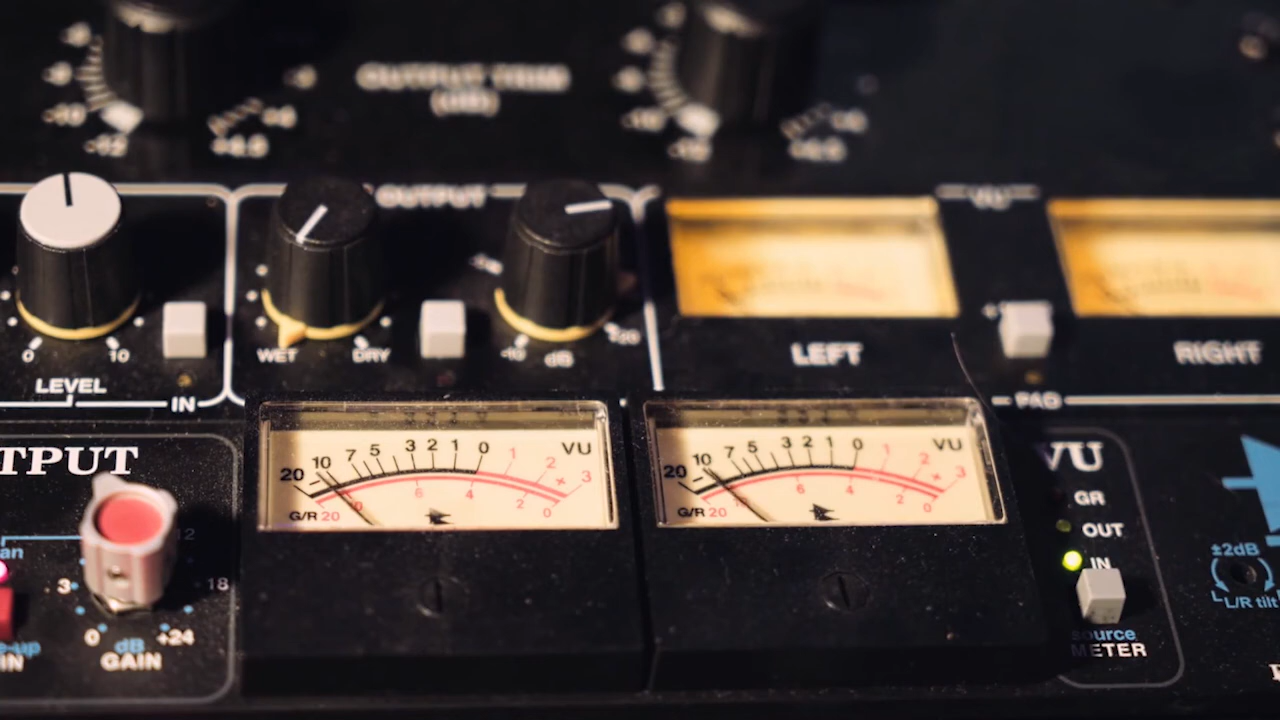 OUTPUT TRIM
(dB)
-12
OUTPUT
VU
0
10
LEVEL
IN
WET
DRY
-10
dB
+20
LEFT
RIGHT
PAD
TPUT
3
12
18
0
dB
+24
GAIN
IN
20 10 7 5 3 2 1 0 1 2 3 VU
+
6 4 2 0
G/R 20
20 10 7 5 3 2 1 0 1 2 3 VU
+
6 4 2 0
G/R 20
VU
GR
OUT
IN
source
METER
±2dB
L/R tilt